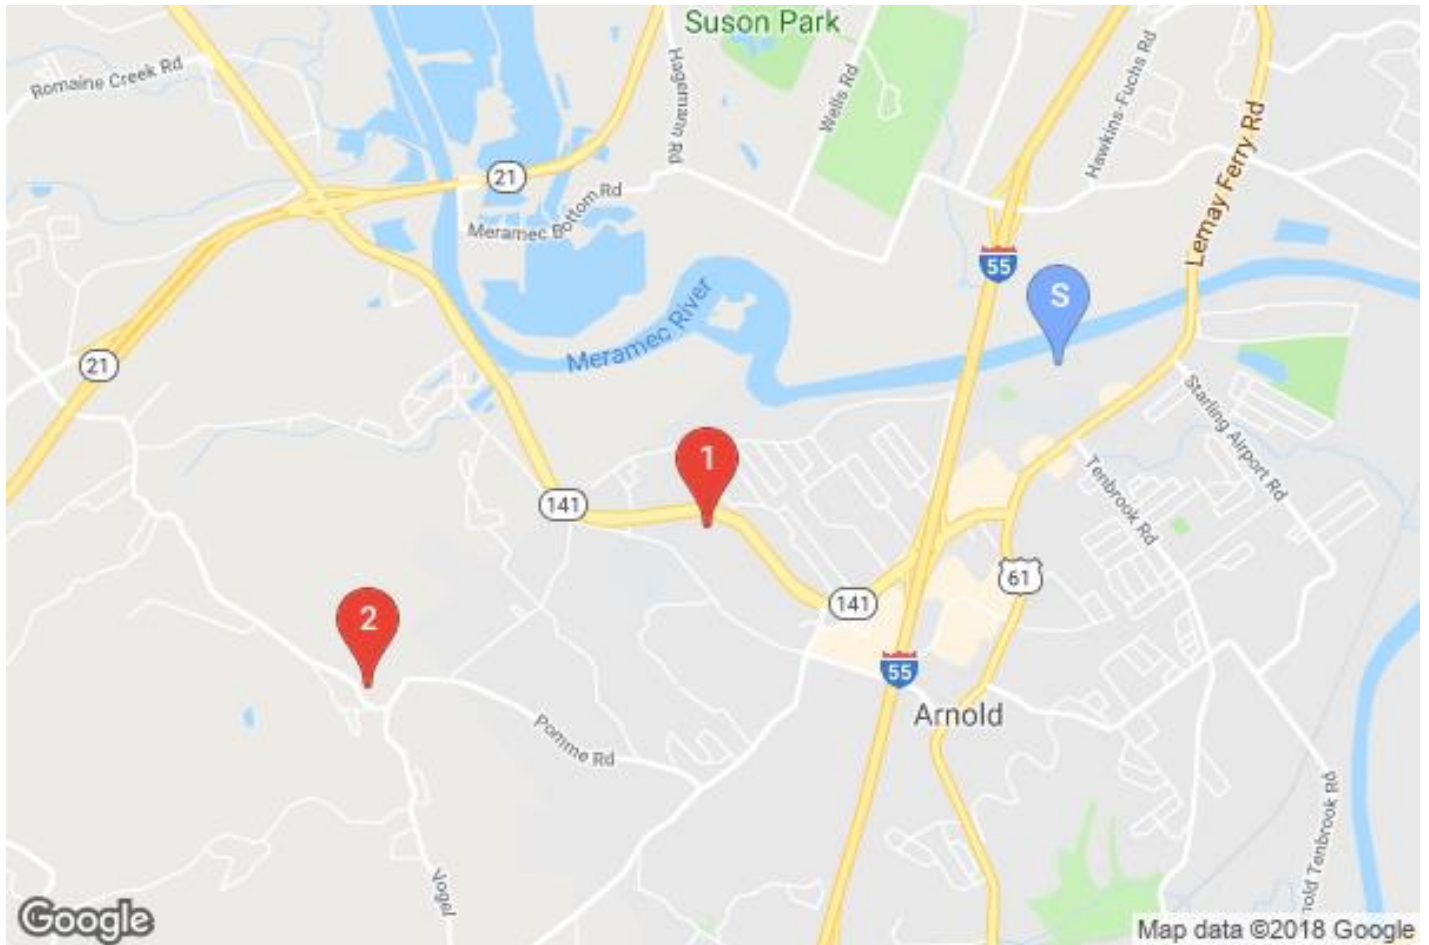 Suson Park
Romaine Creek Rd
Hagemann Rd
Wells Rd
Hawkins-Fuchs Rd
Lemay Ferry Rd
21
Meramec Bottom Rd
55
S
Meramec River
21
Starling Airport Rd
1
Tenbrook Rd
141
61
141
2
55
Arnold
Pomme Rd
Vogel
nold Tenbrook Rd
Google
Map data ©2018 Google